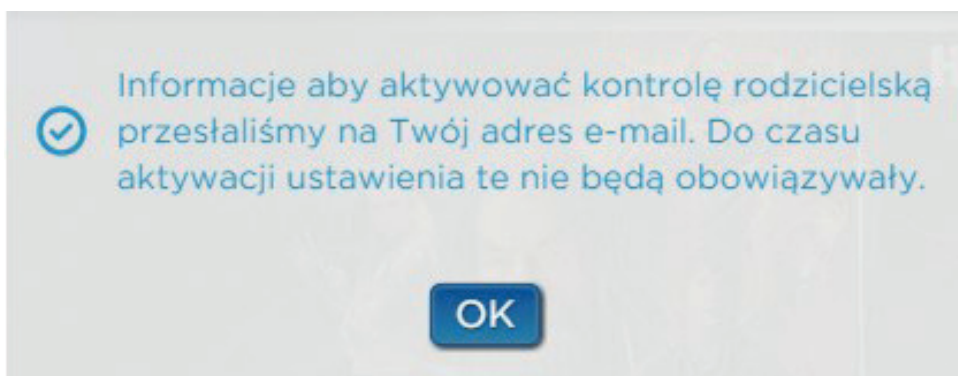 Informacje aby aktywować kontrolę rodzicielską
przesłaliśmy na Twój adres e-mail. Do czasu
aktywacji ustawienia te nie będą obowiązywały.
OK